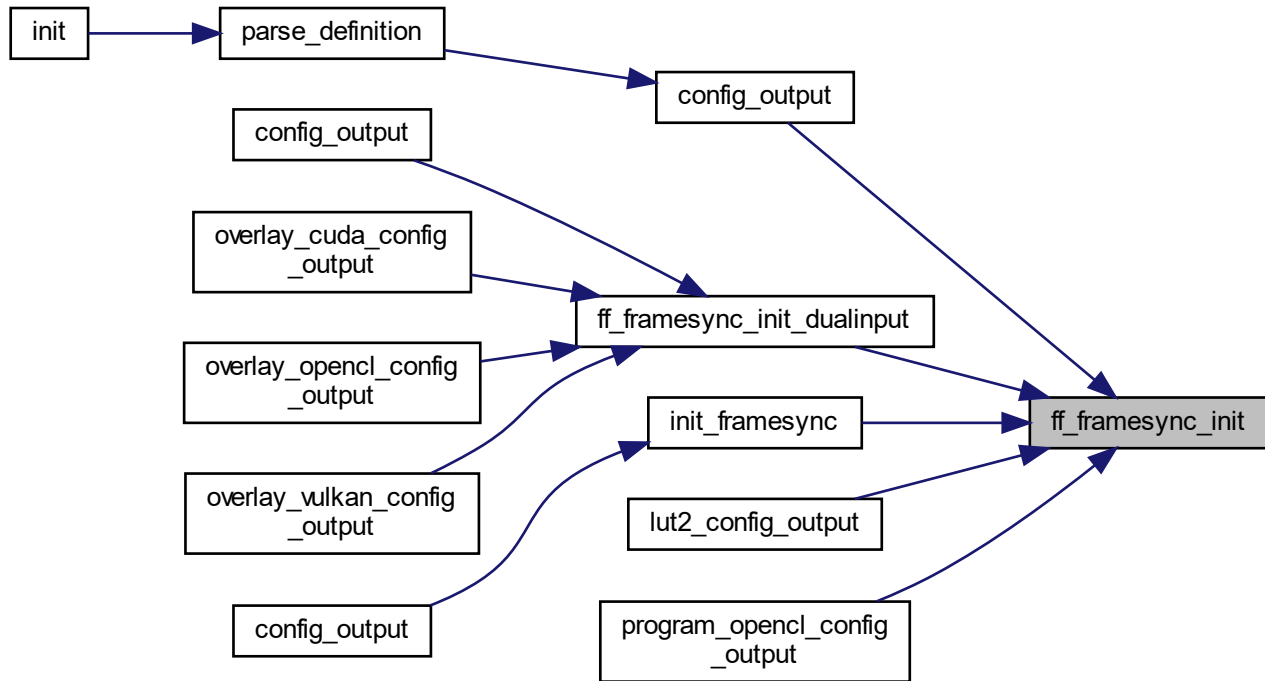 init
parse_definition
config_output
config_output
overlay_cuda_config
_output
ff_framesync_init_dualinput
overlay_opencl_config
_output
init_framesync
ff_framesync_init
overlay_vulkan_config
_output
lut2_config_output
config_output
program_opencl_config
_output